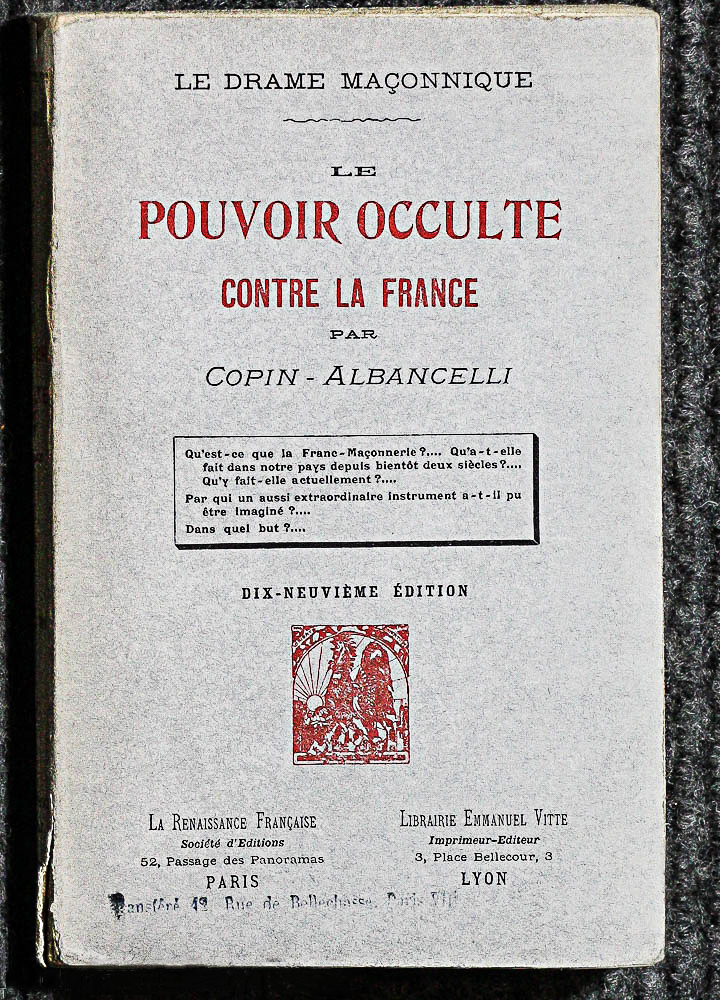 LE DRAME MAÇONNIQUE
LE
POUVOIR OCCULTE
CONTRE LA FRANCE
PAR
COPIN - ALBANCELLI
Qu'est-ce que la Franc-Maçonnerie ?.... Qu'a-t-elle
fait dans notre pays depuis bientôt deux siècles ?....
Qu'y fait-elle actuellement ?....
Par qui un aussi extraordinaire instrument a-t-il pu
être imaginé ?....
Dans quel but ?....
DIX-NEUVIÈME ÉDITION
LA RENAISSANCE FRANÇAISE
Société d'Editions
52, Passage des Panoramas
PARIS
LIBRAIRIE EMMANUEL VITTE
Imprimeur-Editeur
3, Place Bellecour, 3
LYON
Transféré 12, Rue de Bellechasse, Paris VII